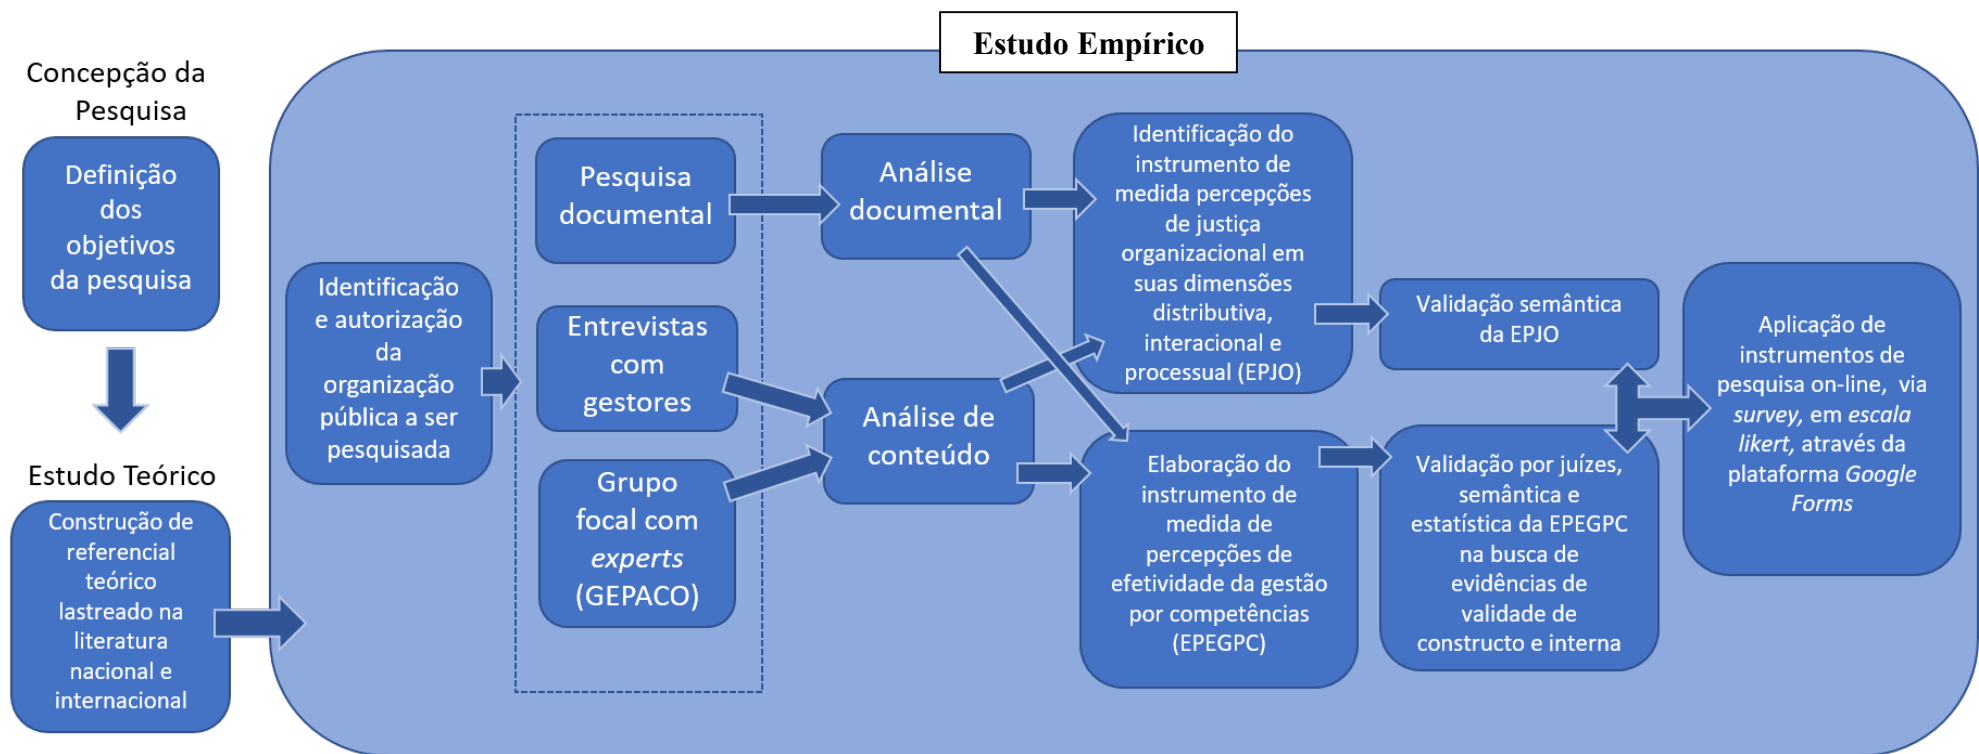 Estudo Empírico
Concepção da
Pesquisa
Definição
dos
objetivos
da pesquisa
Estudo Teórico
Construção de
referencial
teórico
lastreado na
literatura
nacional e
internacional
Identificação
e autorização
da
organização
pública a ser
pesquisada
Pesquisa
documental
Entrevistas
com
gestores
Grupo
focal com
experts
(GEPACO)
Análise
documental
Análise de
conteúdo
Identificação do
instrumento de
medida percepções
de justiça
organizacional em
suas dimensões
distributiva,
interacional e
processual (EPJO)
Elaboração do
instrumento de
medida de
percepções de
efetividade da gestão
por competências
(EPEGPC)
Validação semântica
da EPJO
Validação por juízes,
semântica e
estatística da EPEGPC
na busca de
evidências de
validade de
constructo e interna
Aplicação de
instrumentos de
pesquisa on-line, via
survey, em escala
likert, através da
plataforma Google
Forms